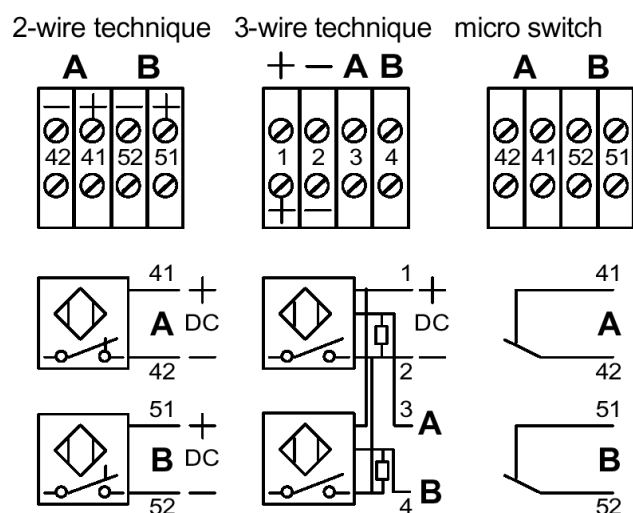 2-wire technique 3-wire technique micro switch
A B + − A B A B
− + − +
42 41 52 51 1 2 3 4 42 41 52 51
+ −
41 + 1 + 41
A DC DC A
42 − 2 − 42
51 + 3 A 51
B DC B B
52 − 4 52